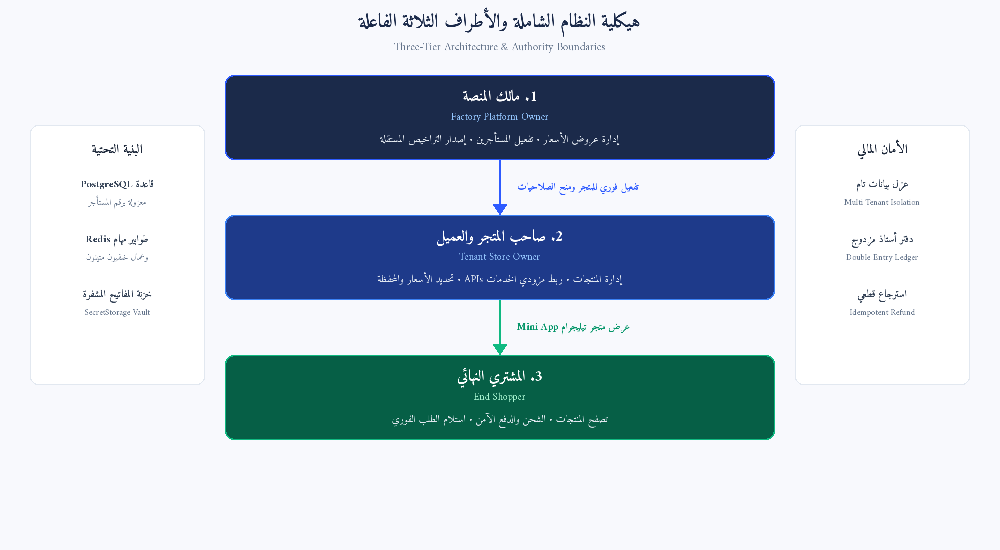 هيكلية النظام الشاملة والأطراف الثلاثة الفاعلة
Three-Tier Architecture & Authority Boundaries
1. مالك المنصة
Factory Platform Owner
إدارة عروض الأسعار • تفعيل المستأجرين • إصدار التراخيص المستقلة
تفعيل فوري للمتجر ومنح الصلاحيات
2. صاحب المتجر والعميل
Tenant Store Owner
إدارة المنتجات • ربط مزودي الخدمات APIs • تحديد الأسعار والمحفظة
عرض متجر تيليجرام Mini App
3. المشتري النهائي
End Shopper
تصفح المنتجات • الشحن والدفع الآمن • استلام الطلب الفوري
الأمان المالي
عزل بيانات تام
Multi-Tenant Isolation
دفتر أستاذ مزدوج
Double-Entry Ledger
استرجاع قطعي
Idempotent Refund
البنية التحتية
قاعدة PostgreSQL
معزولة برقم المستأجر
طوابير مهام Redis
وعمال خلفيون متينون
خزنة المفاتيح المشفرة
SecretStorage Vault